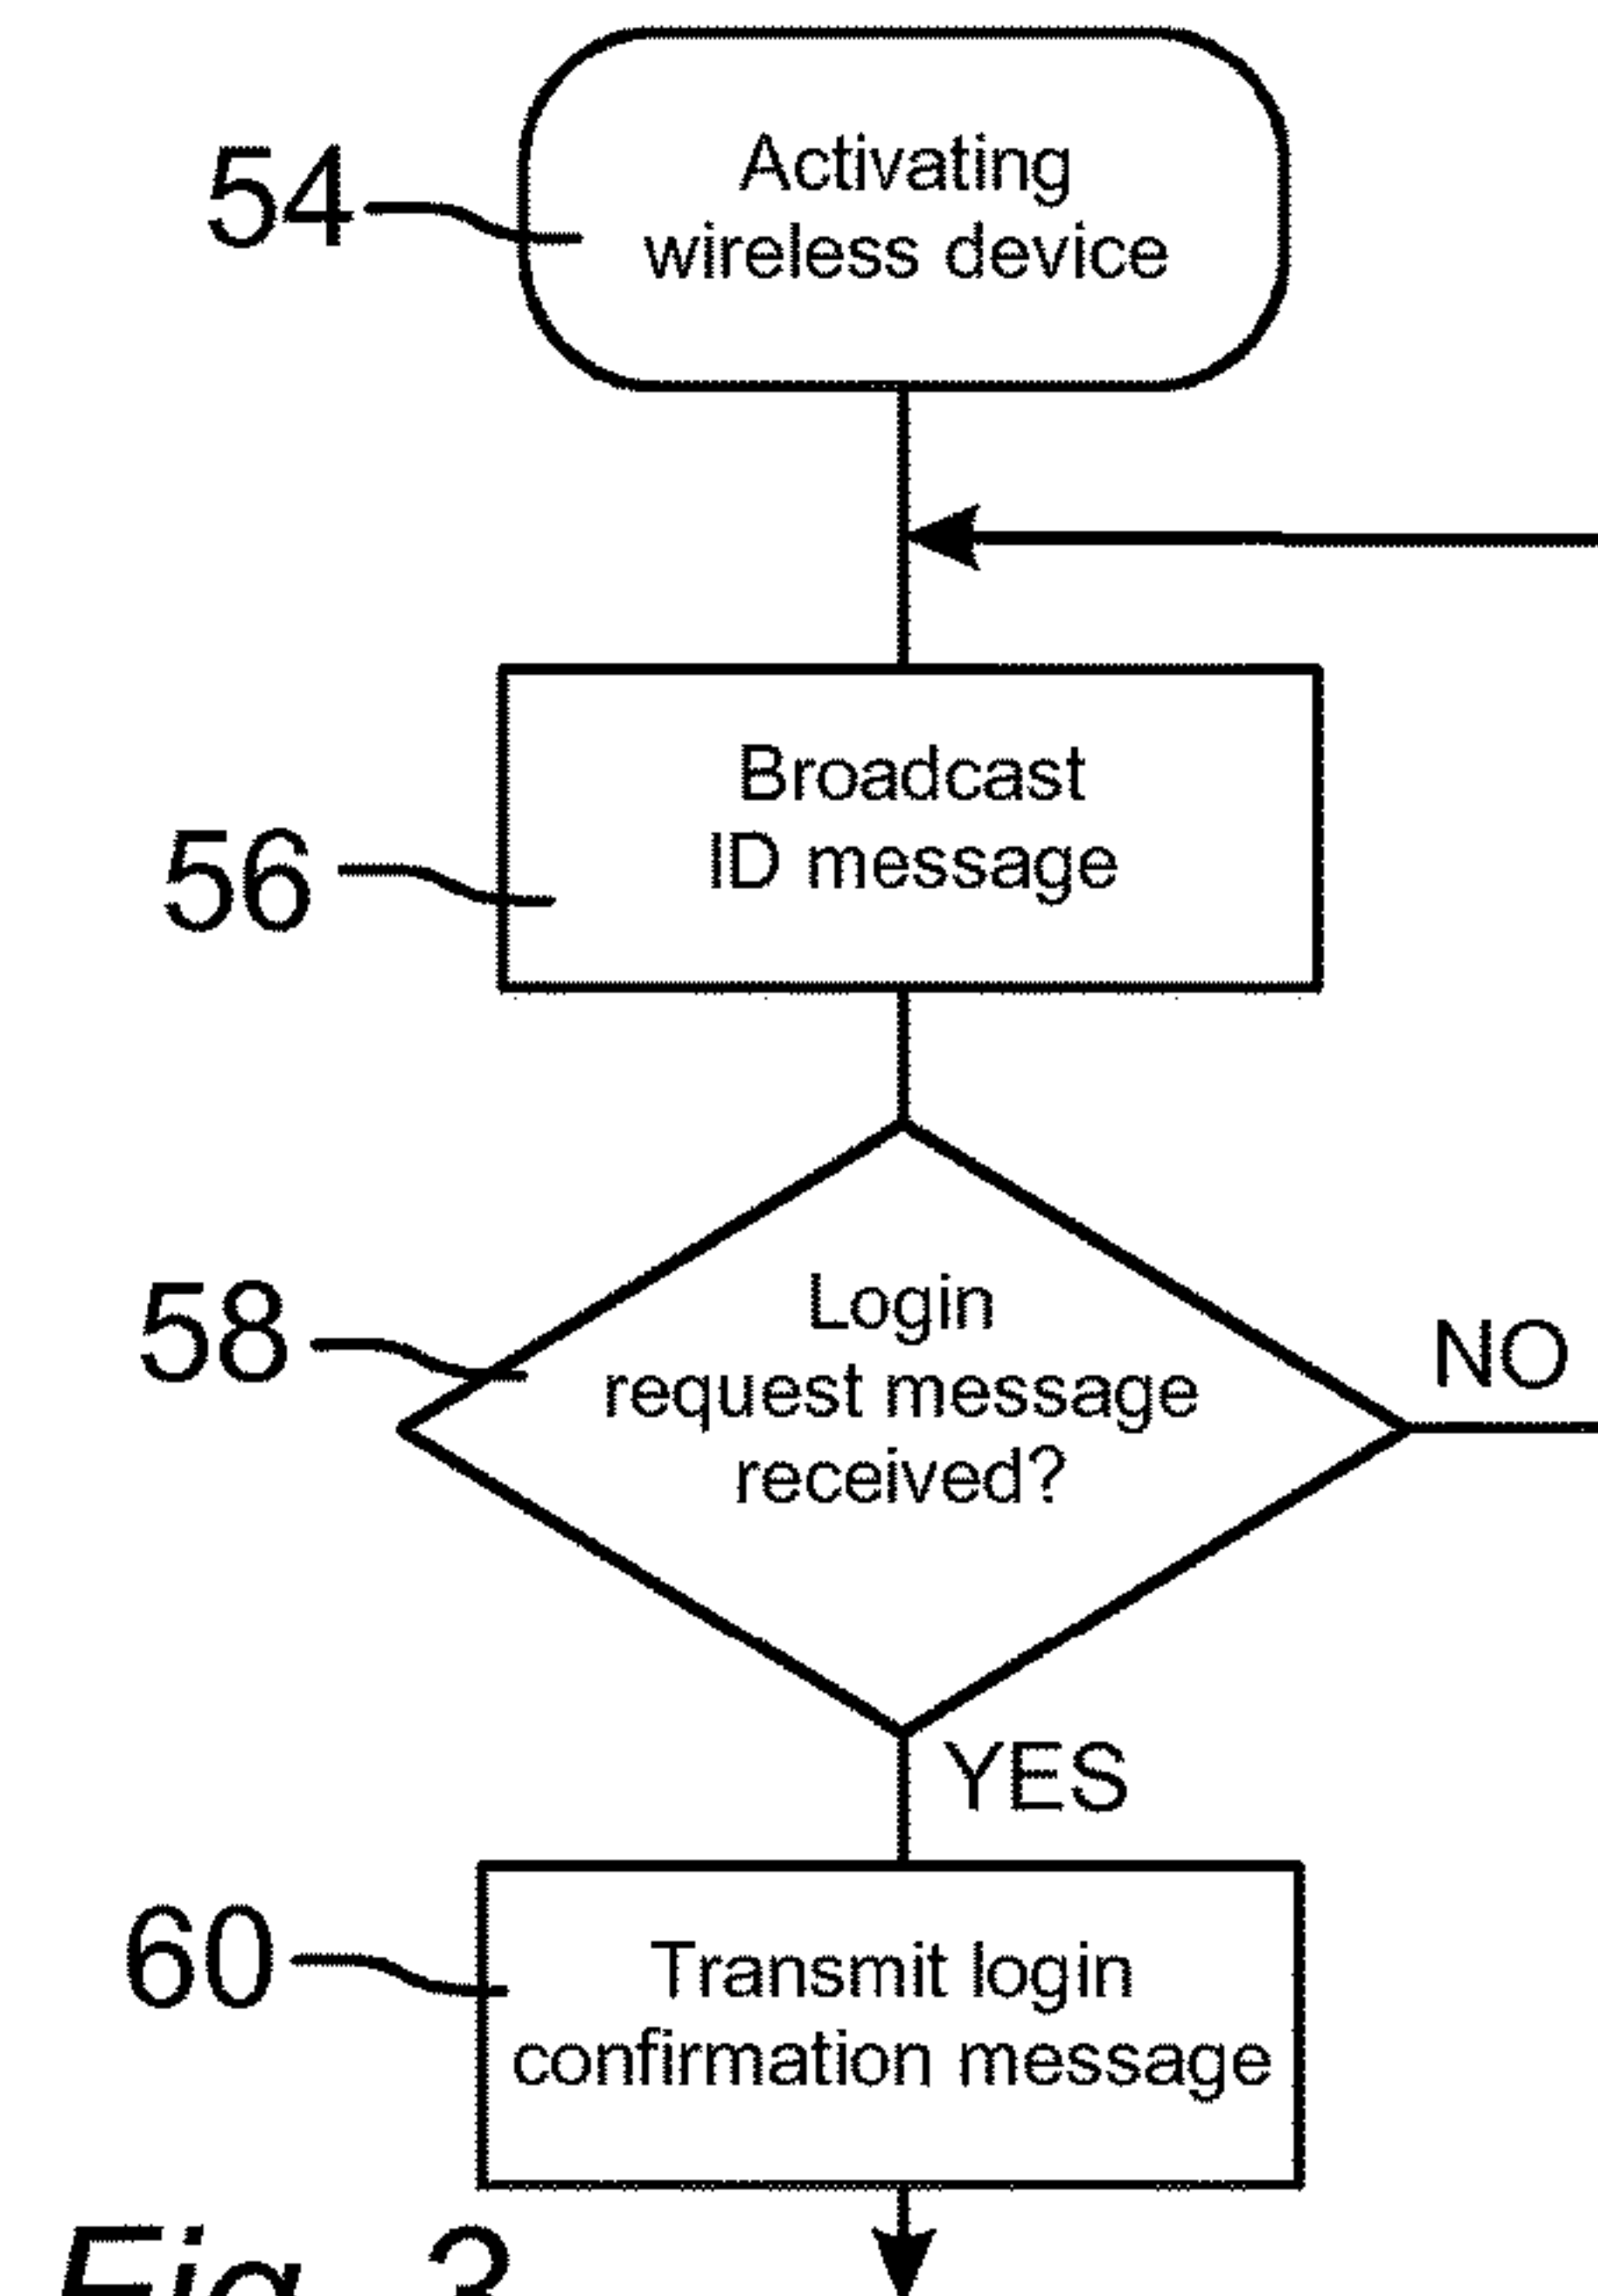 54
Activating
wireless device
56
Broadcast
ID message
58
Login
request message
received?
NO
YES
60
Transmit login
confirmation message
Fig.